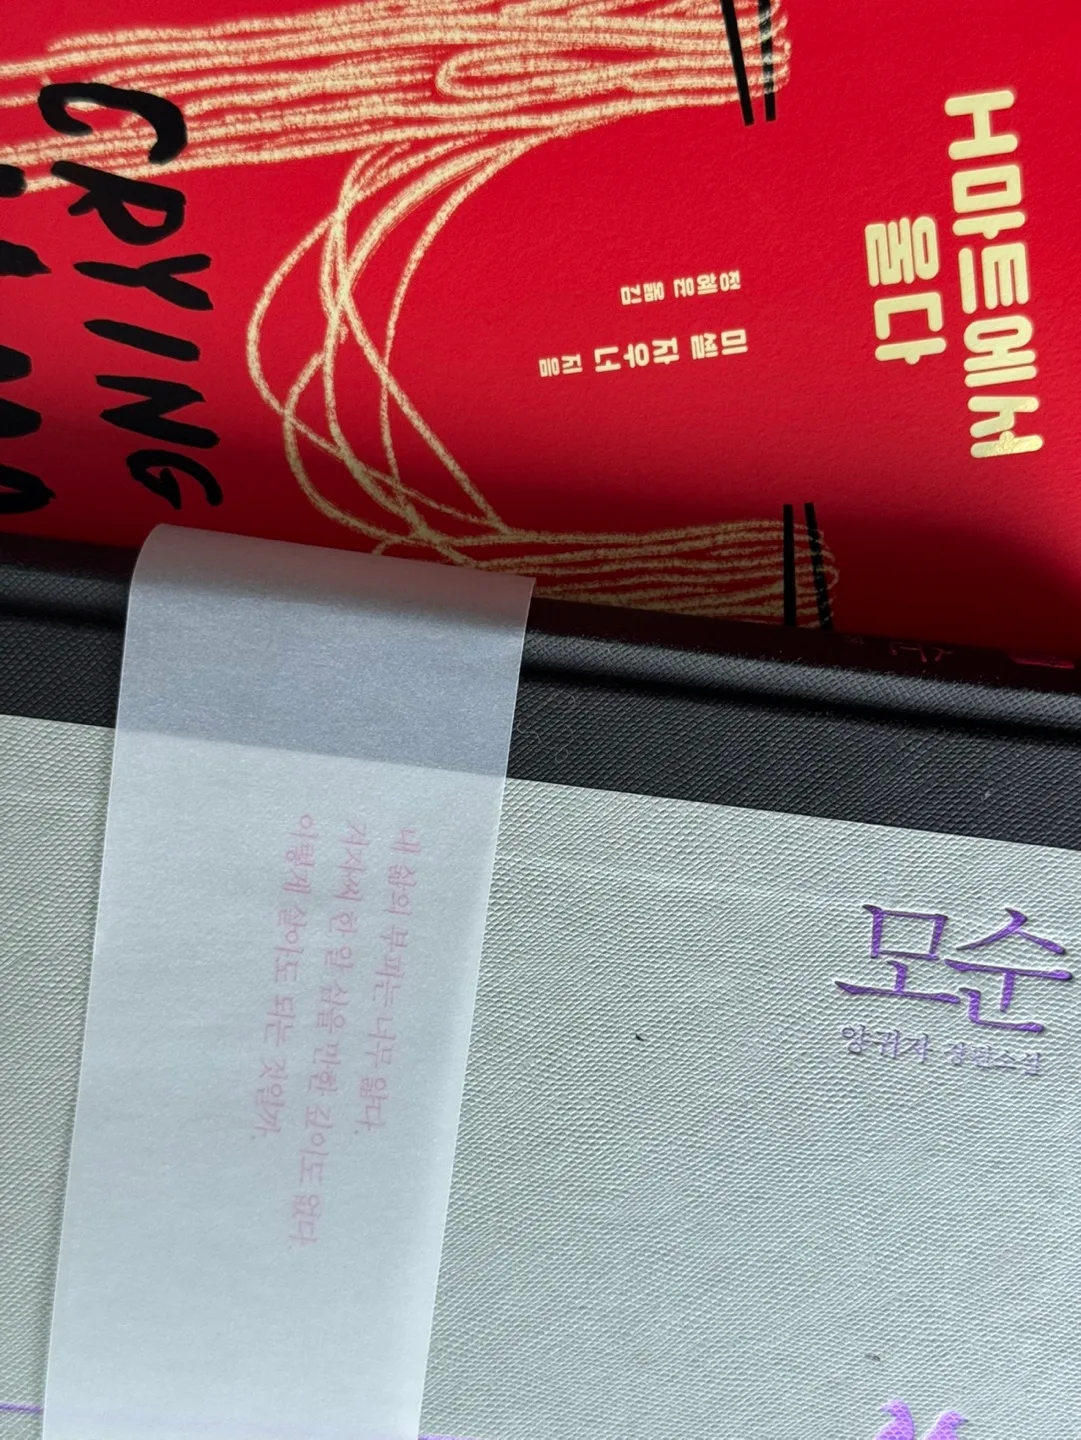 H마트에서
울다
미셸 자우너 지음
정혜윤 옮김
CRYING
모순
양귀자 장편소설
내 삶의 부피는 너무 얇다.
겨자씨 한 알 심을 만한 깊이도 없다.
이렇게 살아도 되는 것일까.